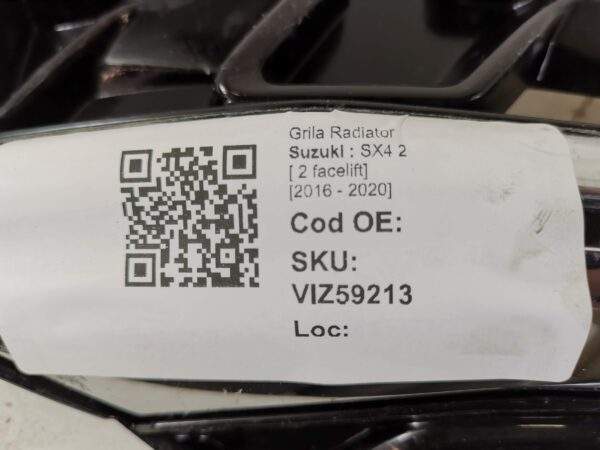 Grila Radiator
Suzuki : SX4 2
[ 2 facelift]
[2016 - 2020]
Cod OE:
SKU:
VIZ59213
Loc: